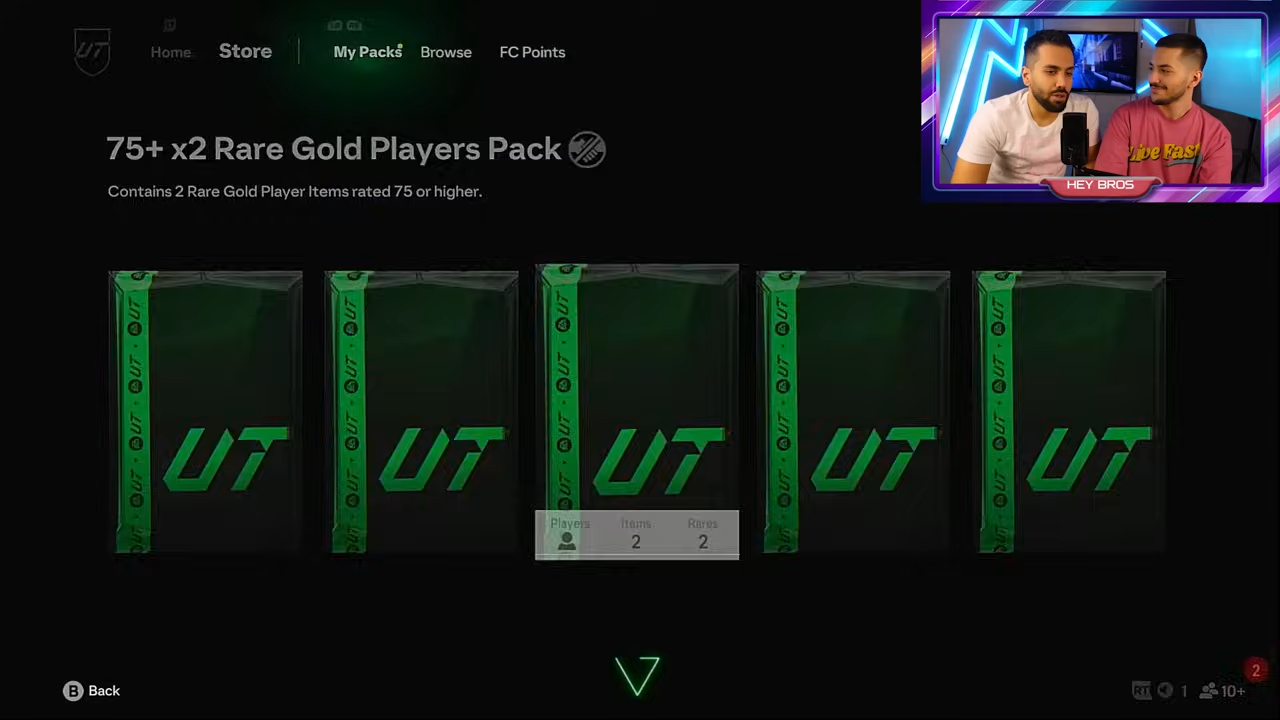 UT
Home
Store
My Packs
Browse
FC Points
75+ x2 Rare Gold Players Pack
Contains 2 Rare Gold Player Items rated 75 or higher.
Live Fast
HEY BROS
UT UT UT UT UT
Players Items Rares
2 2
B Back
RT 1 10+
2